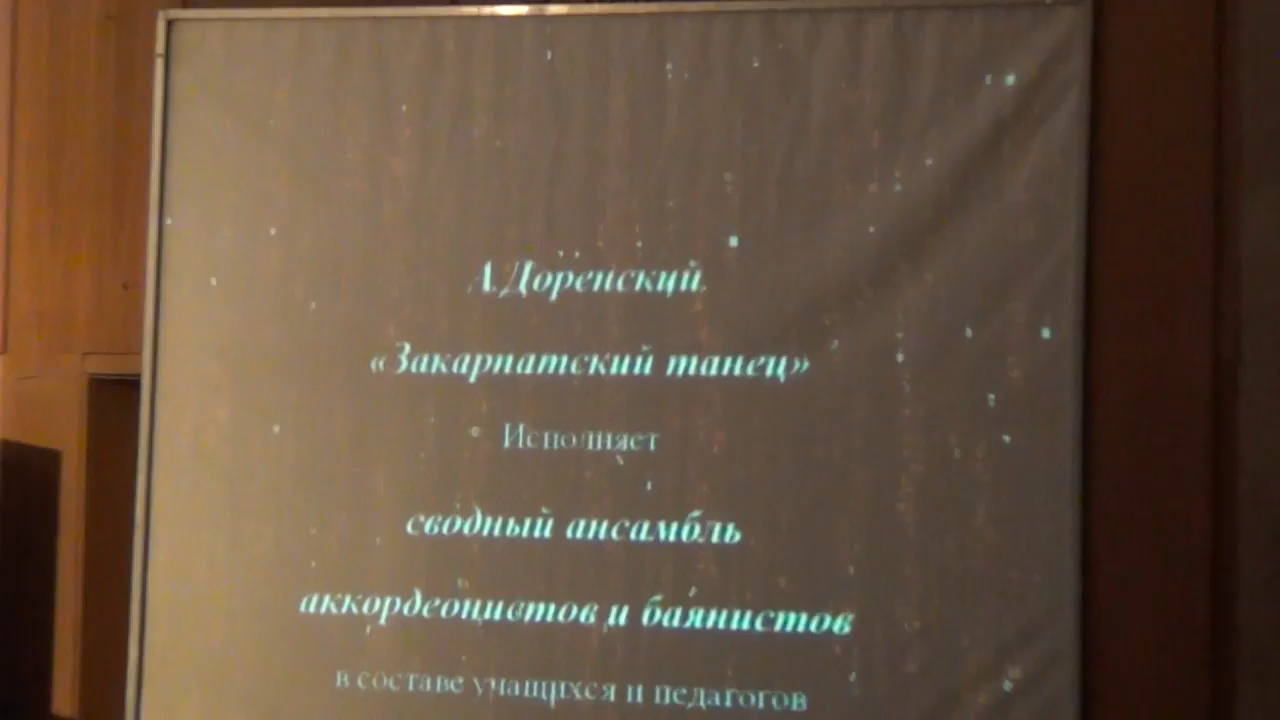 А.Доренский.
«Закарпатский танец»
Исполняет
сводный ансамбль
аккордеонистов и баянистов
в составе учащихся и педагогов